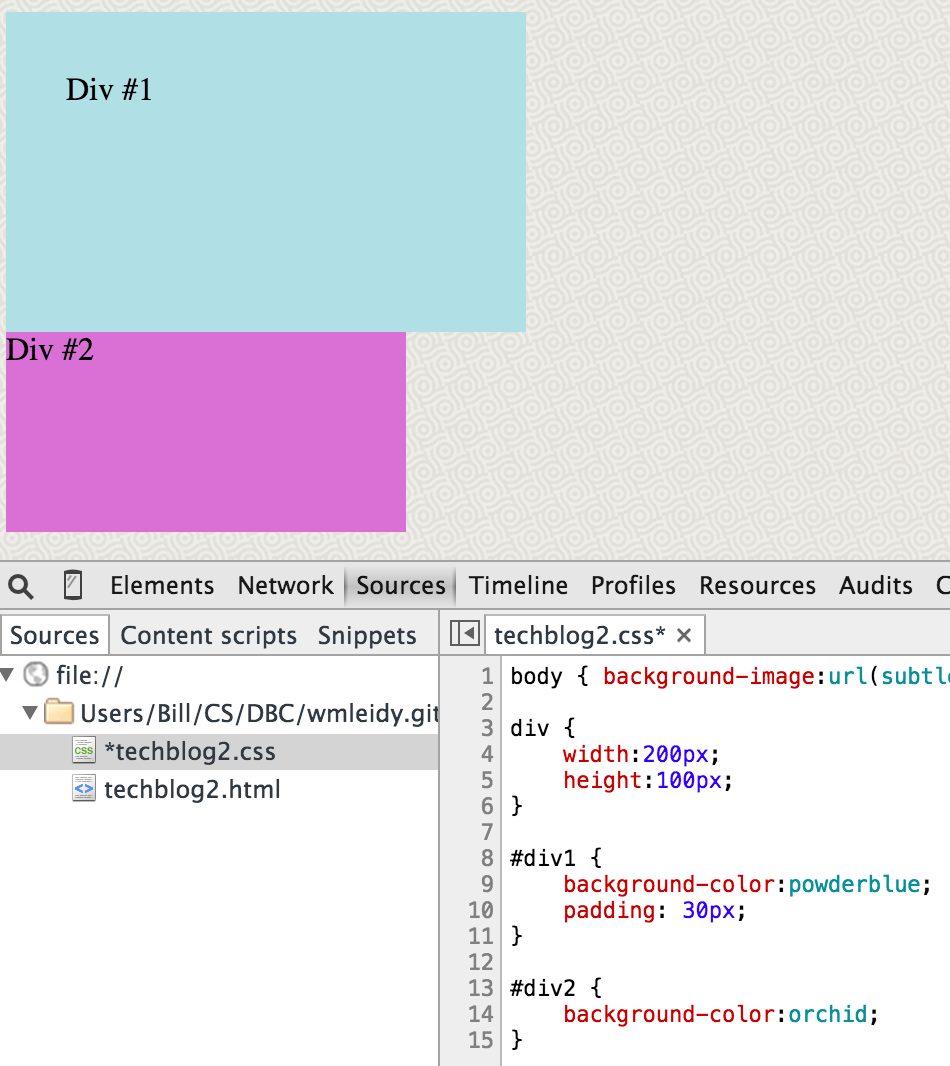 Div #1
Div #2
Elements Network Sources Timeline Profiles Resources Audits C
Sources Content scripts Snippets techblog2.css* ×
file://
Users/Bill/CS/DBC/wmleidy.git
*techblog2.css
techblog2.html
1 body { background-image:url(subtl
2
3 div {
4 width:200px;
5 height:100px;
6 }
7
8 #div1 {
9 background-color:powderblue;
10 padding: 30px;
11 }
12
13 #div2 {
14 background-color:orchid;
15 }